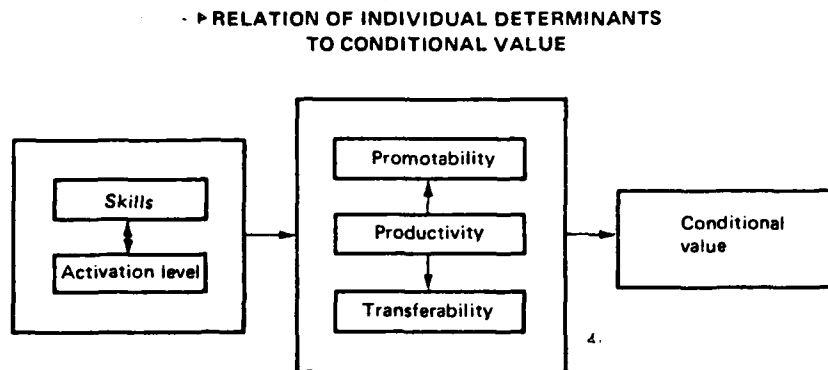 RELATION OF INDIVIDUAL DETERMINANTS
TO CONDITIONAL VALUE
Promotability
Skills
Productivity
Activation level
Transferability
Conditional
value